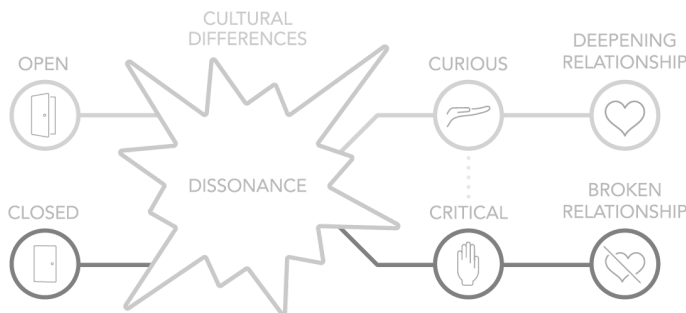 CULTURAL
DIFFERENCES
OPEN
CURIOUS
DEEPENING
RELATIONSHIP
DISSONANCE
CLOSED
CRITICAL
BROKEN
RELATIONSHIP